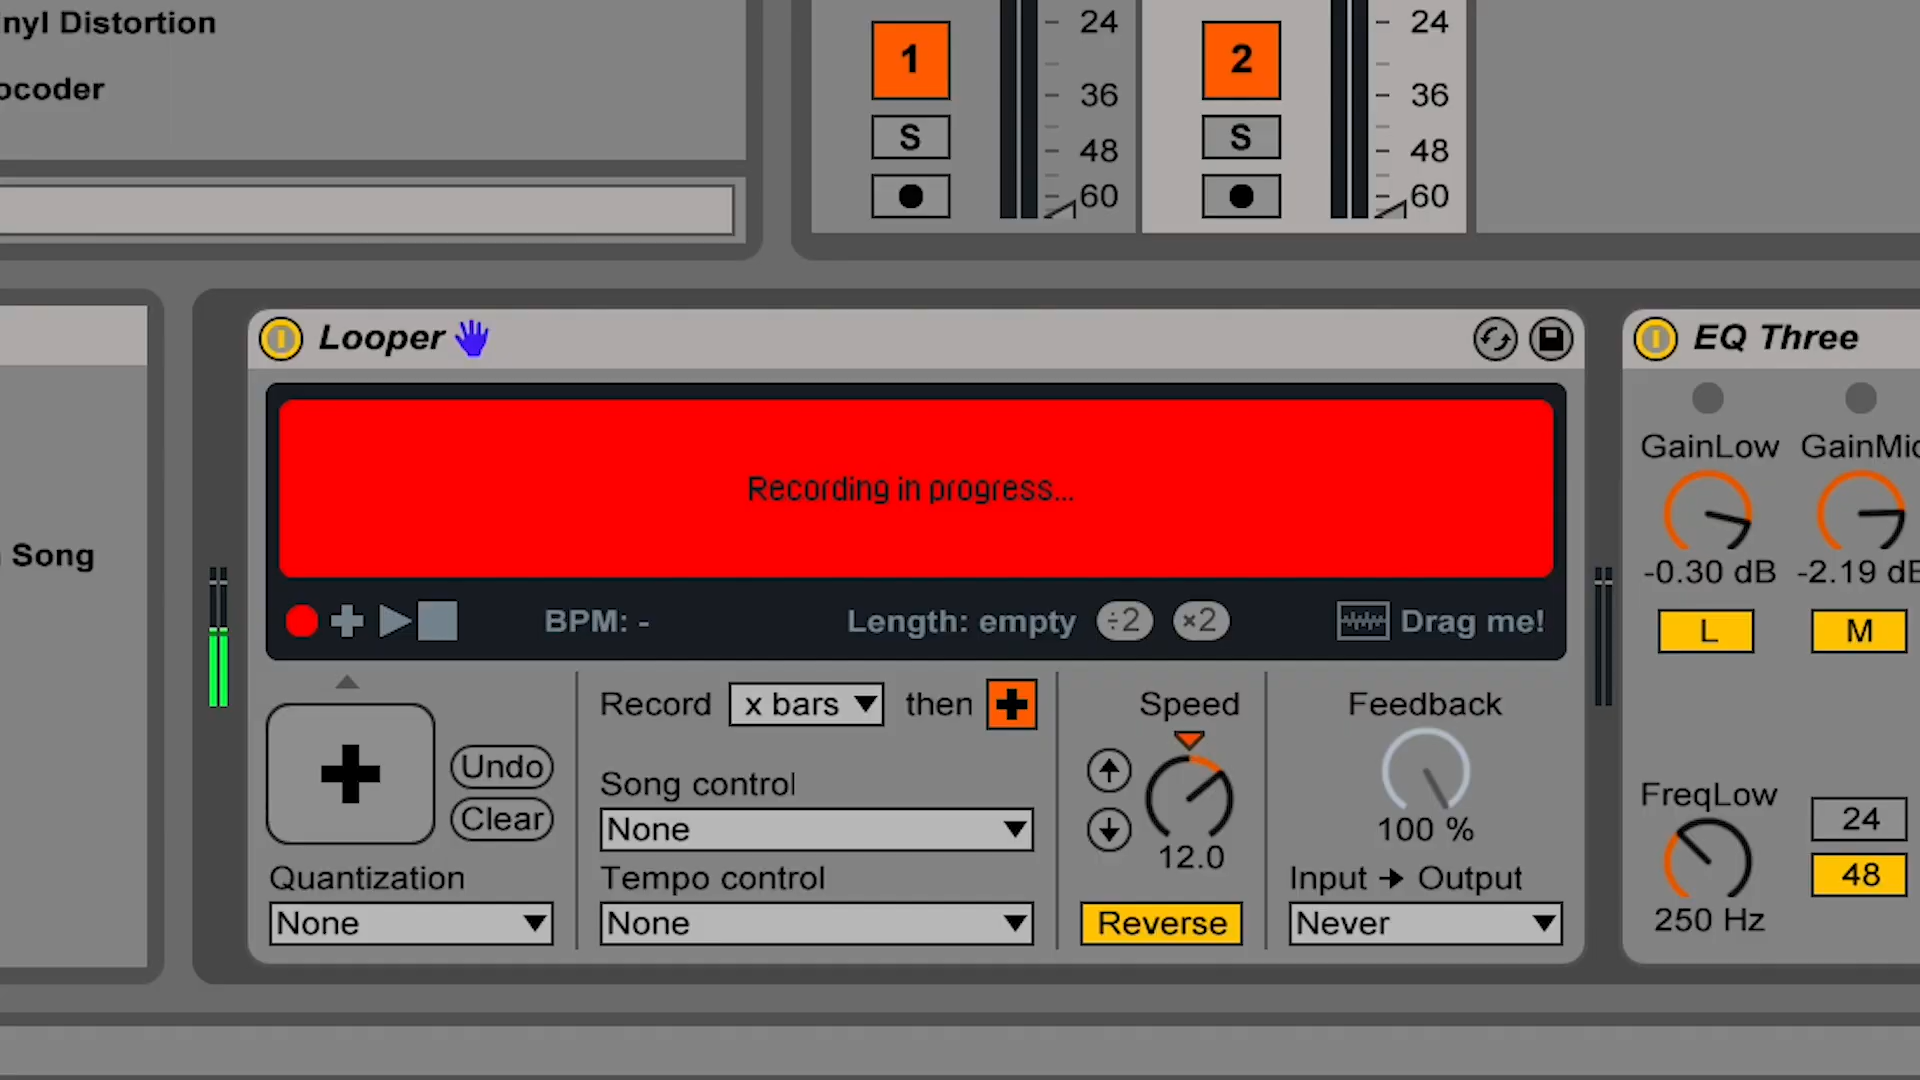 nyl Distortion
ocoder
1
S
24
36
48
60
2
S
24
36
48
60
Song
Looper
EQ Three
Recording in progress...
BPM: -
Length: empty
÷2
×2
Drag me!
Undo
Clear
Quantization
None
Record
x bars
then
Song control
None
Tempo control
None
Speed
12.0
Reverse
Feedback
100 %
Input → Output
Never
GainLow
GainMid
-0.30 dB
-2.19 dB
L
M
FreqLow
250 Hz
24
48